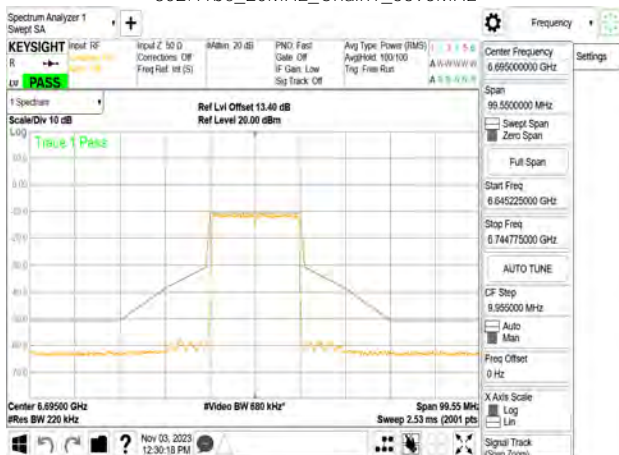 Spectrum Analyzer 1
Swept SA
KEYSIGHT
Input: RF
Input Z: 50 Ω
Corrections: Off
Freq Ref: Int (S)
#Atten: 20 dB
PNO: Fast
Gate: Off
IF Gain: Low
Sig Track: Off
Avg Type: Power (RMS)
Avg|Hold: 100/100
Trig: Free Run
PASS
1 Spectrum
Scale/Div 10 dB
Ref Lvl Offset 13.40 dB
Ref Level 20.00 dBm
Log
Trace 1 Pass
Center 6.69500 GHz
#Res BW 220 kHz
#Video BW 680 kHz*
Span 99.55 MHz
Sweep 2.53 ms (2001 pts
Nov 03, 2023
12:30:18 PM
Frequency
Settings
Center Frequency
6.695000000 GHz
Span
99.5500000 MHz
Swept Span
Zero Span
Full Span
Start Freq
6.645225000 GHz
Stop Freq
6.744775000 GHz
AUTO TUNE
CF Step
9.955000 MHz
Auto
Man
Freq Offset
0 Hz
X Axis Scale
Log
Lin
Signal Track
(Span Zoom)